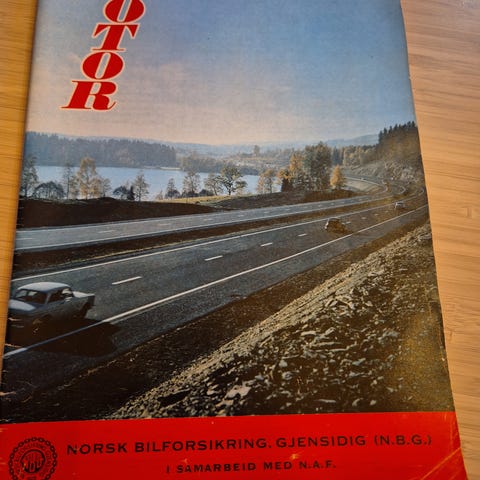 OTOR
NORSK BILFORSIKRING, GJENSIDIG (N.B.G.)
I SAMARBEID MED N.A.F.